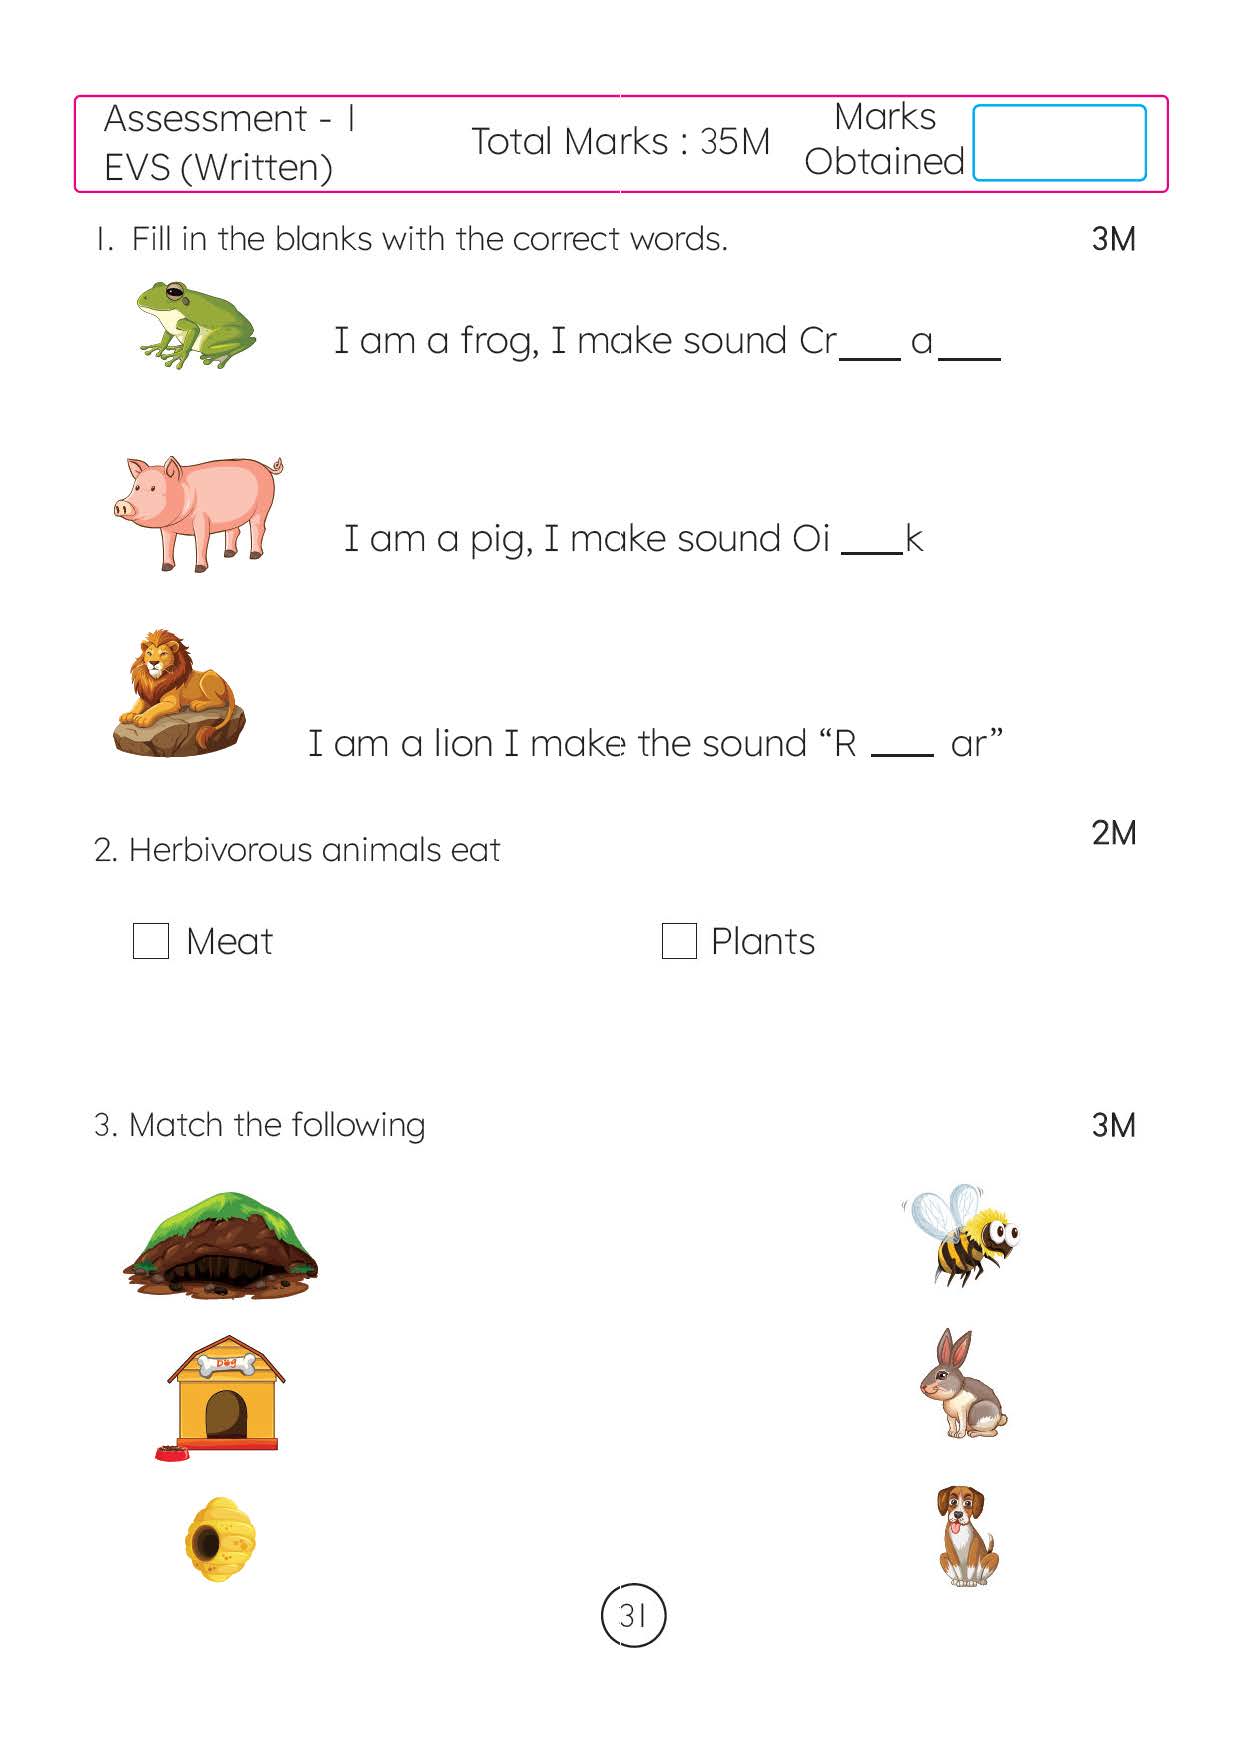 Assessment - 1
EVS (Written)
Total Marks : 35M
Marks
Obtained
1. Fill in the blanks with the correct words. 3M
I am a frog, I make sound Cr___ a___
I am a pig, I make sound Oi ___k
I am a lion I make the sound “R ___ ar”
2. Herbivorous animals eat 2M
Meat Plants
3. Match the following 3M
Dog
31